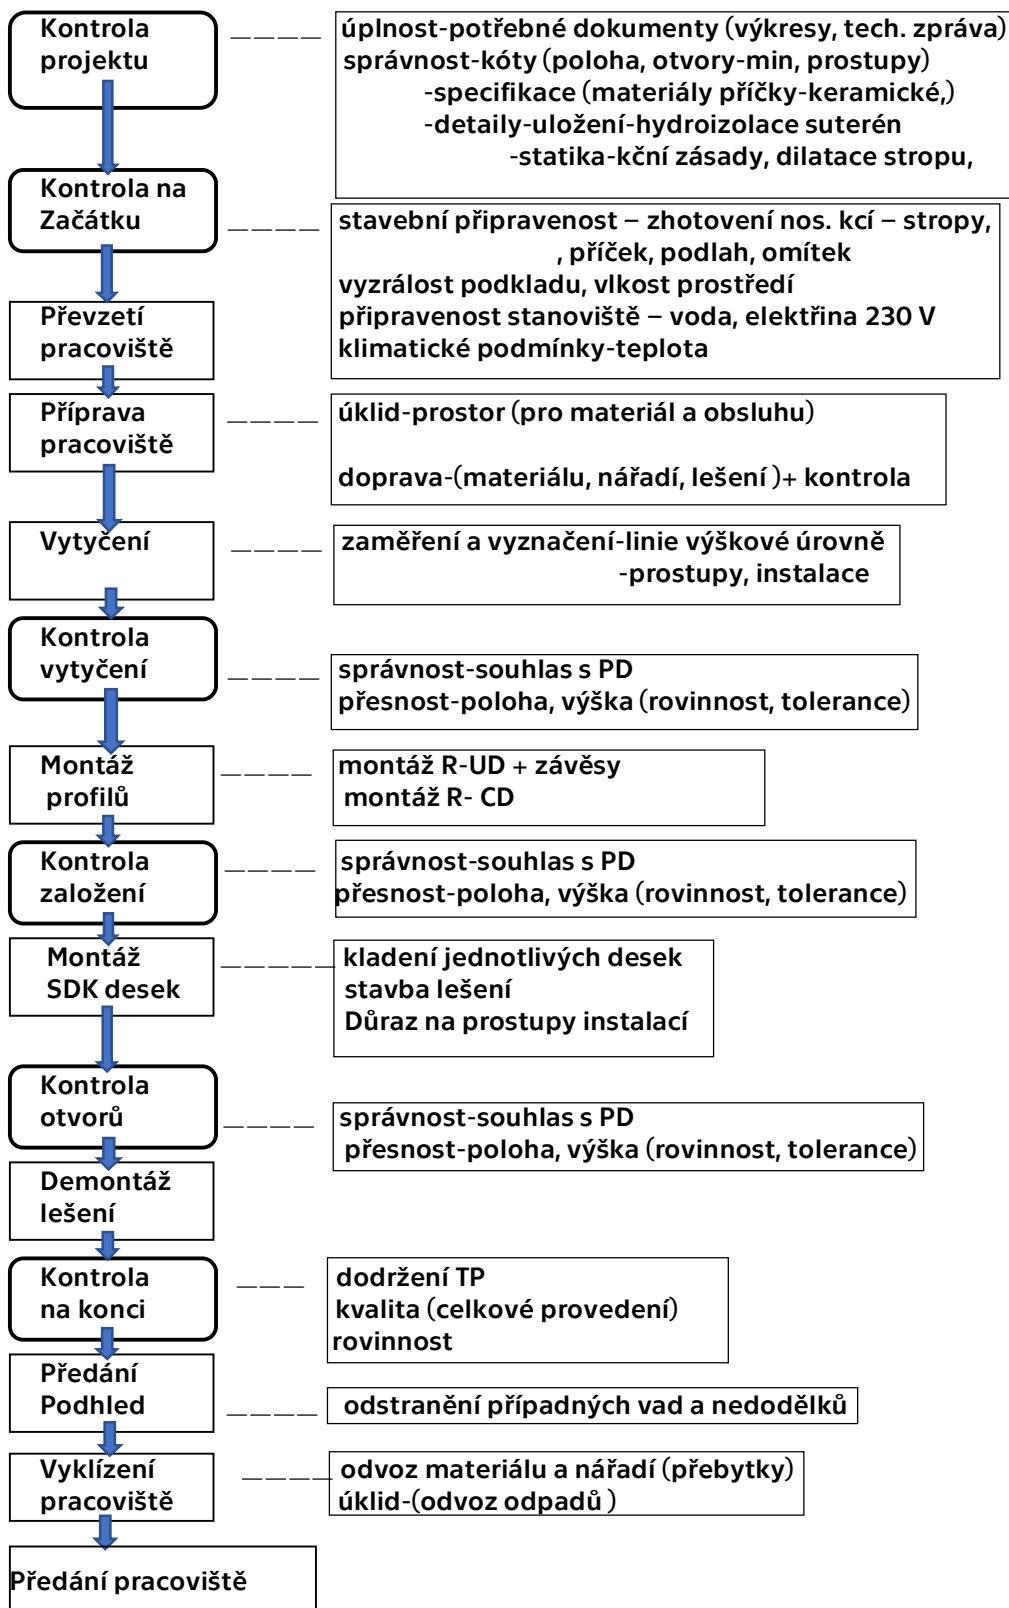 Kontrola
projektu
úplnost-potřebné dokumenty (výkresy, tech. zpráva)
správnost-kóty (poloha, otvory-min, prostupy)
-specifikace (materiály příčky-keramické,)
-detaily-uložení-hydroizolace suterén
-statika-kční zásady, dilatace stropu,
Kontrola na
Začátku
stavební připravenost – zhotovení nos. kcí – stropy,
, příček, podlah, omítek
vyzrálost podkladu, vlkost prostředí
připravenost stanoviště – voda, elektřina 230 V
klimatické podmínky-teplota
Převzetí
pracoviště
Příprava
pracoviště
úklid-prostor (pro materiál a obsluhu)
doprava-(materiálu, nářadí, lešení )+ kontrola
Vytyčení
zaměření a vyznačení-linie výškové úrovně
-prostupy, instalace
Kontrola
vytyčení
správnost-souhlas s PD
přesnost-poloha, výška (rovinnost, tolerance)
Montáž
profilů
montáž R-UD + závěsy
montáž R- CD
Kontrola
založení
správnost-souhlas s PD
přesnost-poloha, výška (rovinnost, tolerance)
Montáž
SDK desek
kladení jednotlivých desek
stavba lešení
Důraz na prostupy instalací
Kontrola
otvorů
správnost-souhlas s PD
přesnost-poloha, výška (rovinnost, tolerance)
Demontáž
lešení
Kontrola
na konci
dodržení TP
kvalita (celkové provedení)
rovinnost
Předání
Podhled
odstranění případných vad a nedodělků
Vyklízení
pracoviště
odvoz materiálu a nářadí (přebytky)
úklid-(odvoz odpadů )
Předání pracoviště